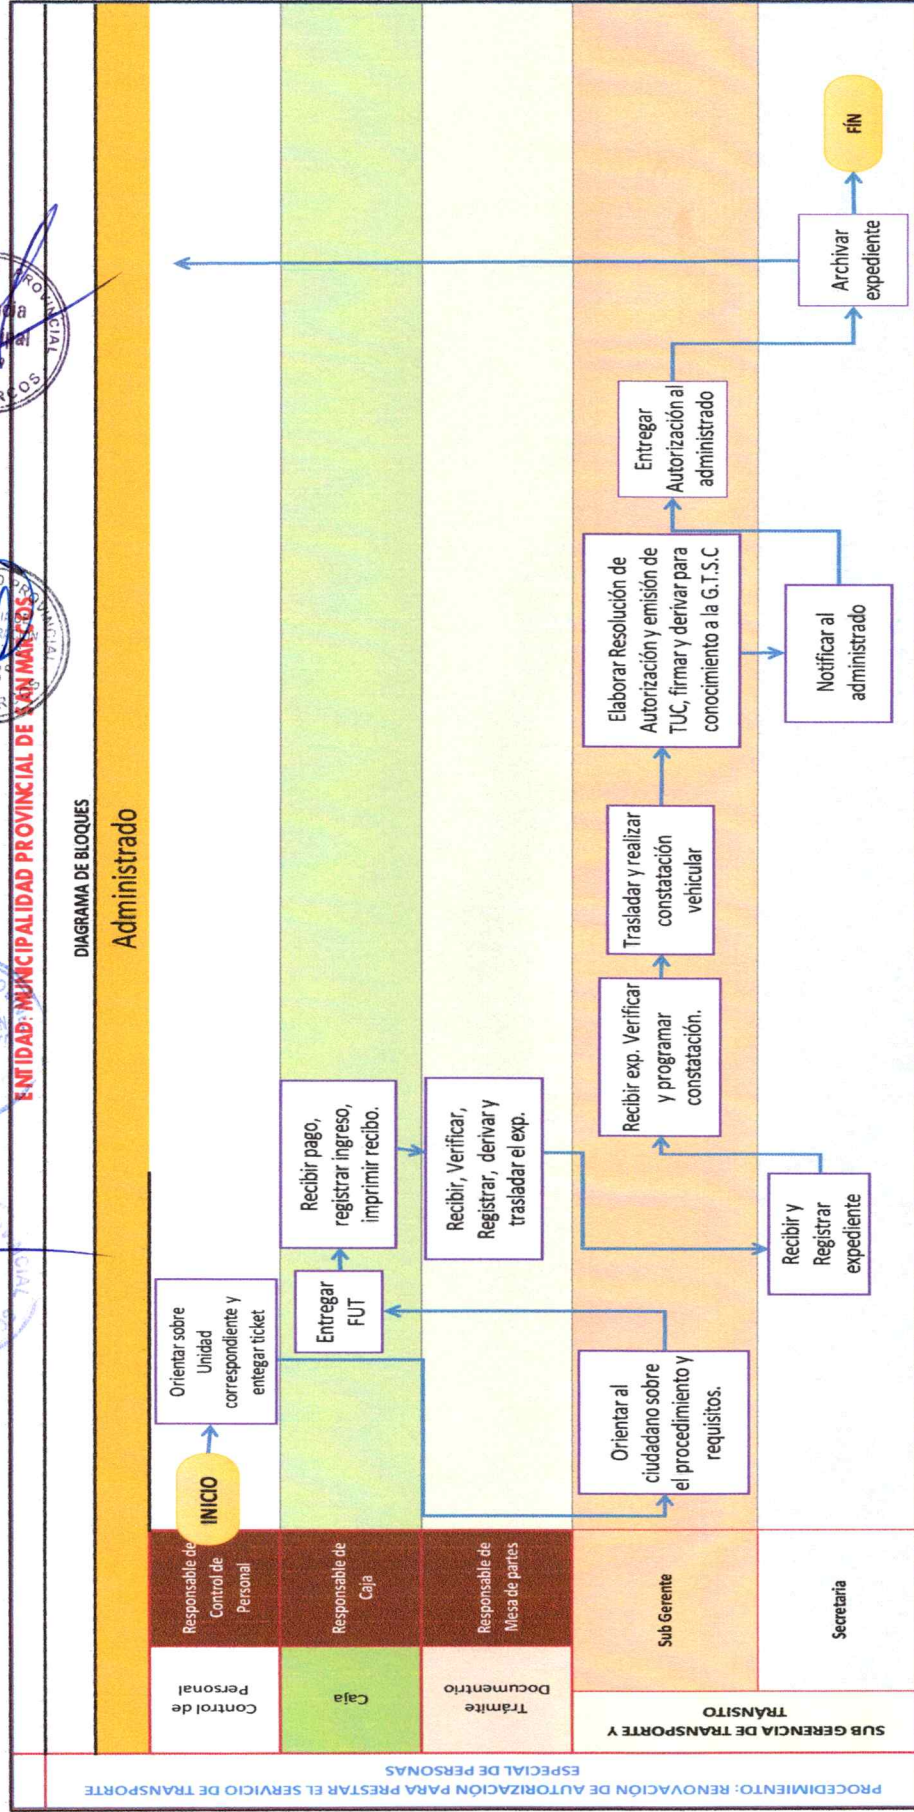 ENTIDAD: MUNICIPALIDAD PROVINCIAL DE SAN MARCOS
DIAGRAMA DE BLOQUES
Administrado
PROCEDIMIENTO: RENOVACIÓN DE AUTORIZACIÓN PARA PRESTAR EL SERVICIO DE TRANSPORTE
ESPECIAL DE PERSONAS
Control de
Personal
Responsable de
Control de
Personal
INICIO
Orientar sobre
Unidad
correspondiente y
entegar ticket
Caja
Responsable de
Caja
Entregar
FUT
Recibir pago,
registrar ingreso,
imprimir recibo.
Trámite
Documentrio
Responsable de
Mesa de partes
Recibir, Verificar,
Registrar, derivar y
trasladar el exp.
SUB GERENCIA DE TRANSPORTE Y
TRÁNSITO
Sub Gerente
Orientar al
ciudadano sobre
el procedimiento y
requisitos.
Recibir exp. Verificar
y programar
constatación.
Trasladar y realizar
constatación
vehicular
Elaborar Resolución de
Autorización y emisión de
TUC, firmar y derivar para
conocimiento a la G.T.S.C
Entregar
Autorización al
administrado
Secretaria
Recibir y
Registrar
expediente
Notificar al
administrado
Archivar
expediente
FÍN
PROVINCIAL